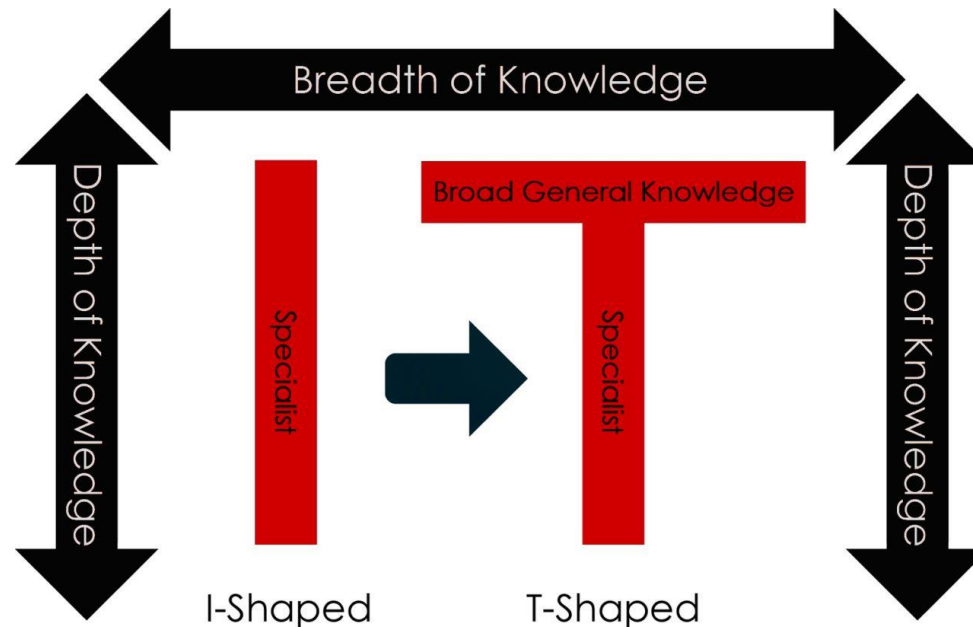 Breadth of Knowledge
Depth of Knowledge
Specialist
Broad General Knowledge
Specialist
Depth of Knowledge
I-Shaped
T-Shaped